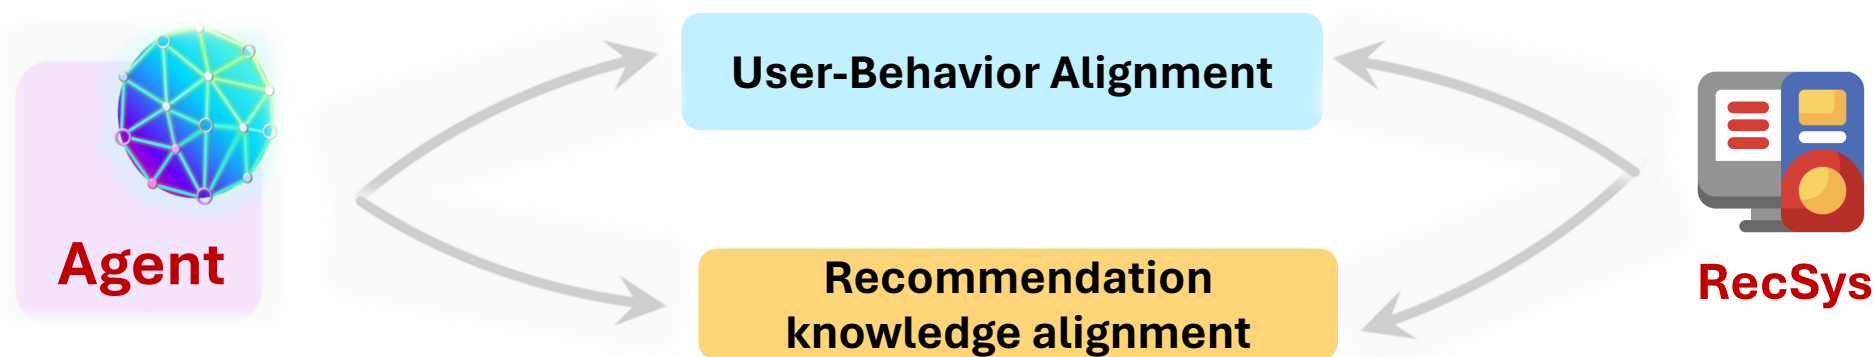 User-Behavior Alignment
Agent
Recommendation
knowledge alignment
RecSys